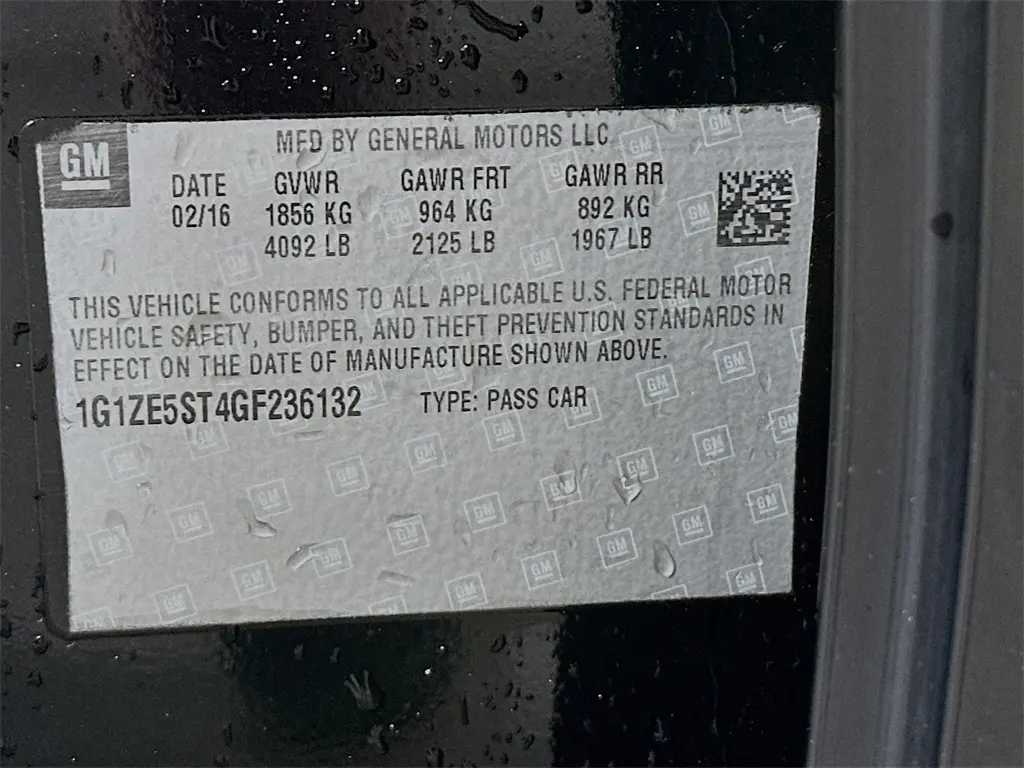 GM
MFD BY GENERAL MOTORS LLC
DATE GVWR GAWR FRT GAWR RR
02/16 1856 KG 964 KG 892 KG
4092 LB 2125 LB 1967 LB
THIS VEHICLE CONFORMS TO ALL APPLICABLE U.S. FEDERAL MOTOR
VEHICLE SAFETY, BUMPER, AND THEFT PREVENTION STANDARDS IN
EFFECT ON THE DATE OF MANUFACTURE SHOWN ABOVE.
1G1ZE5ST4GF236132 TYPE: PASS CAR